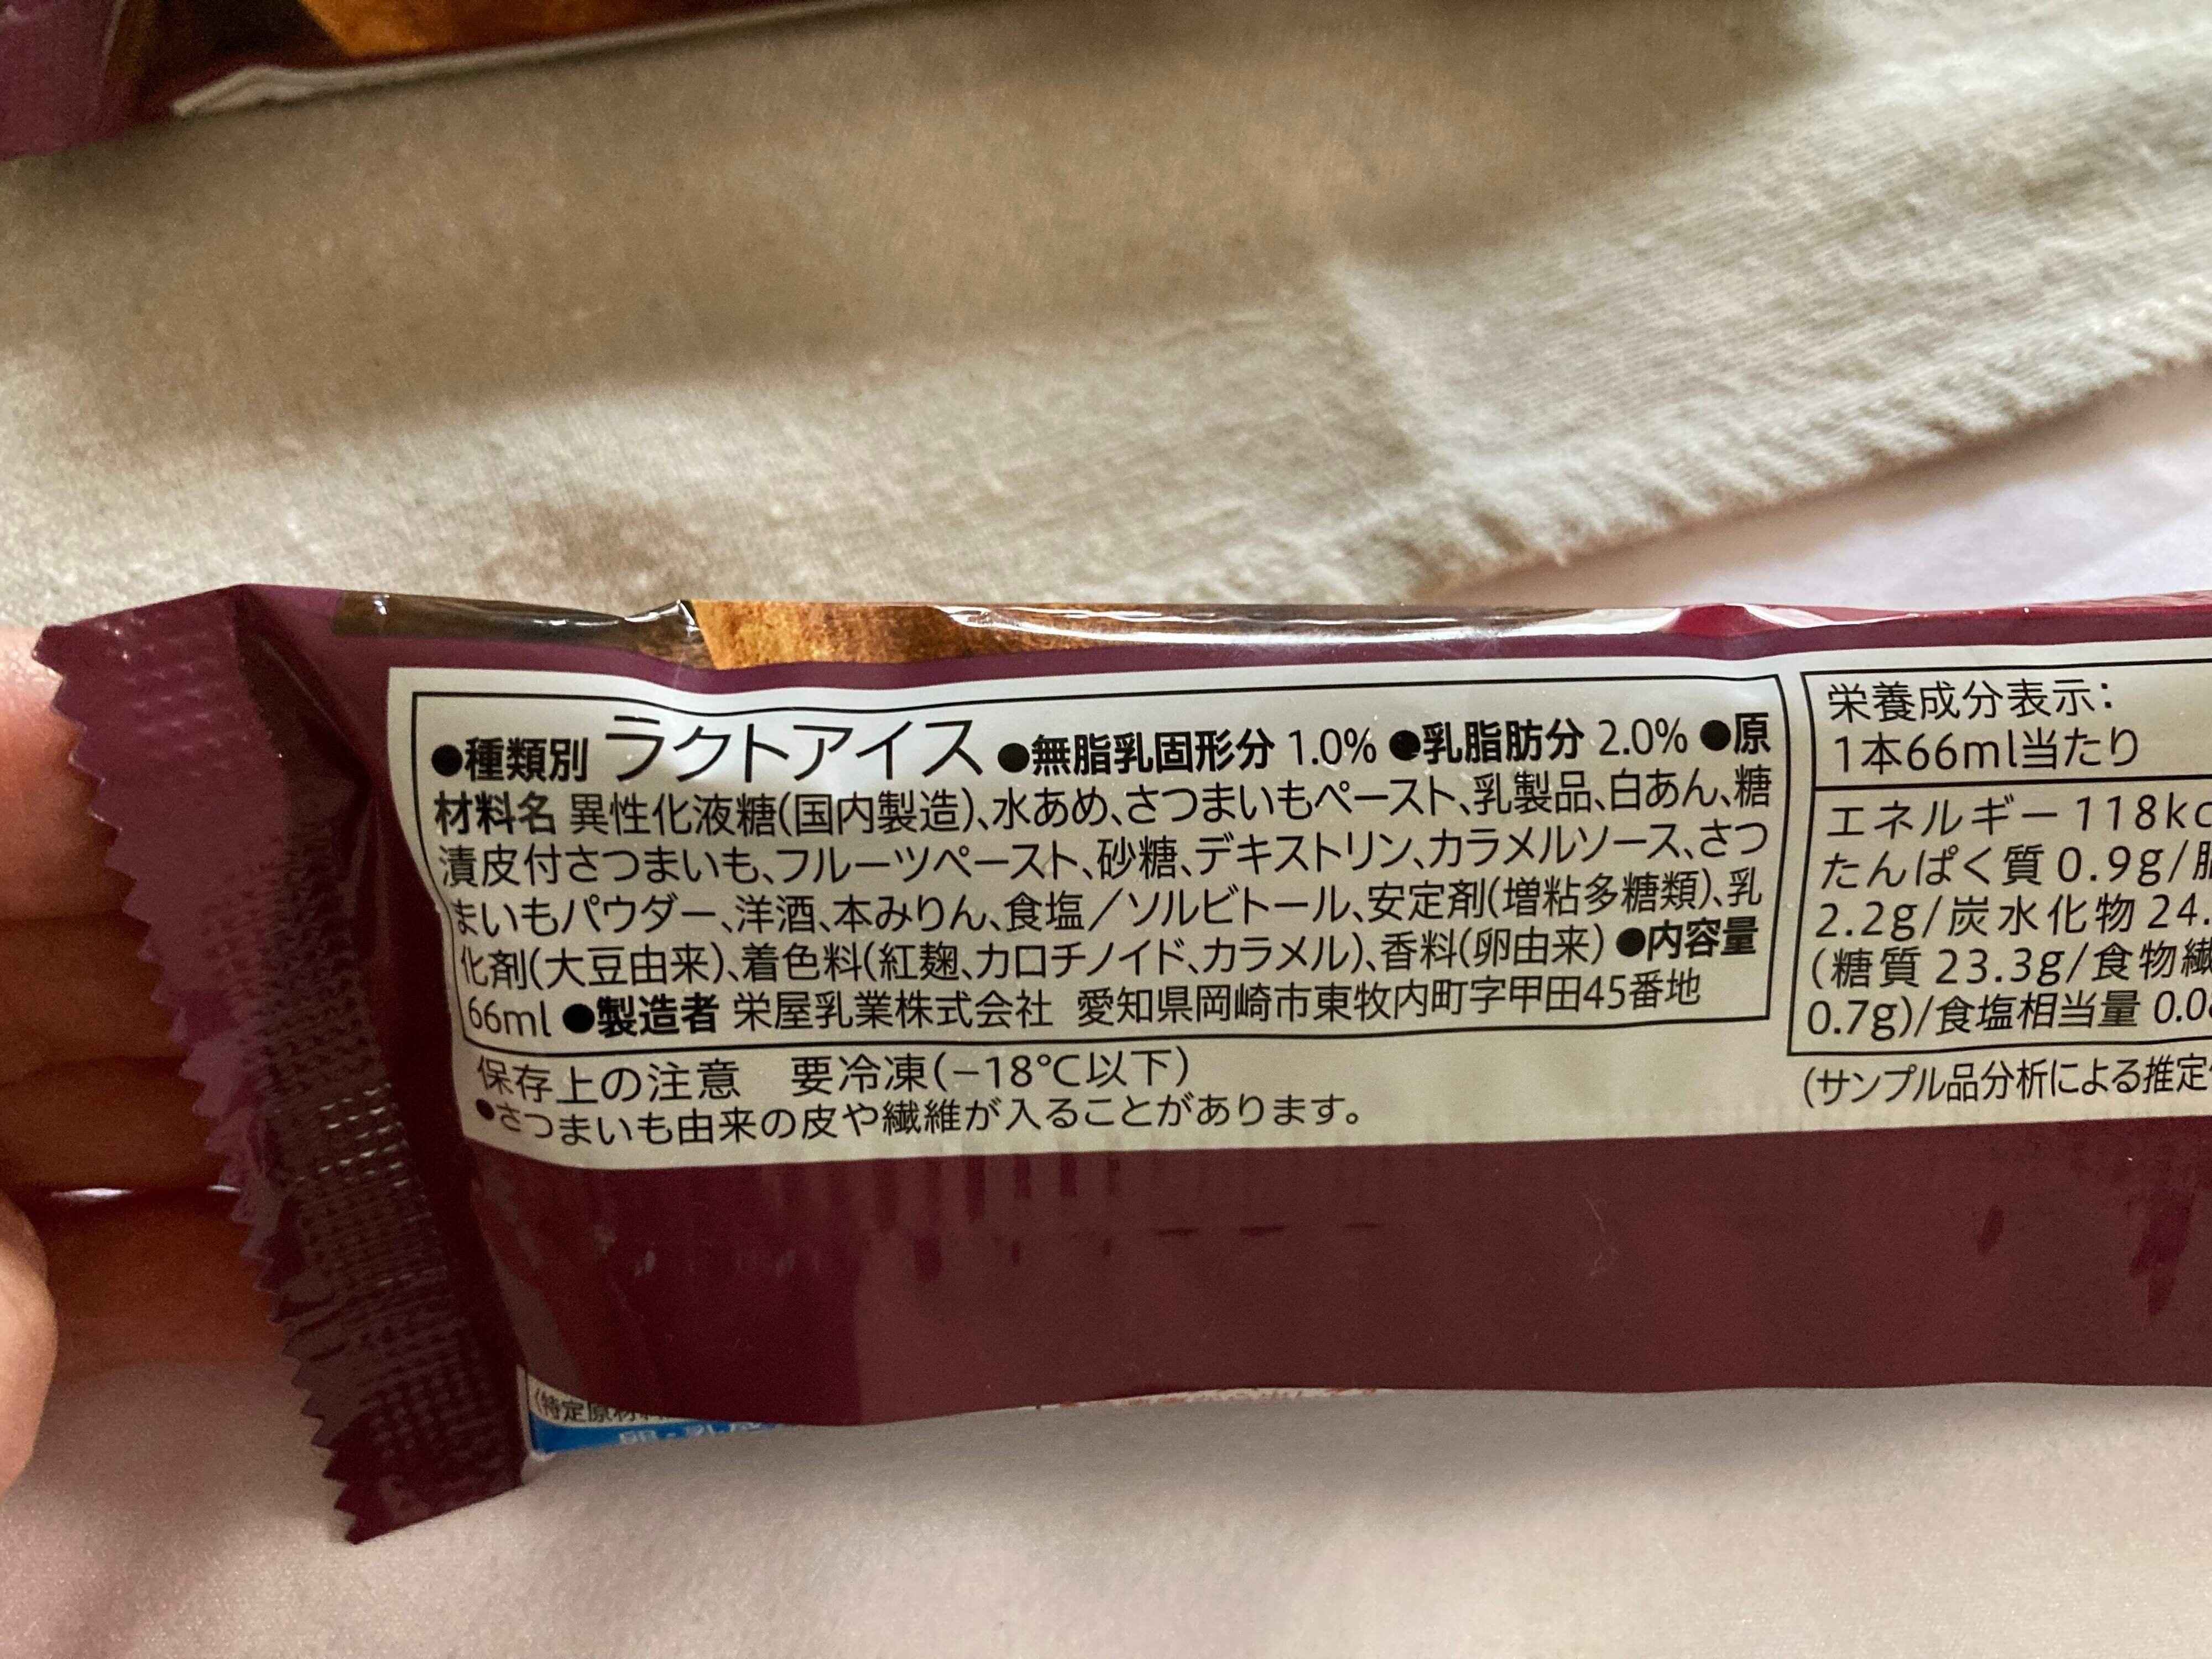 ●種類別 ラクトアイス ●無脂乳固形分 1.0% ●乳脂肪分 2.0% ●原
材料名 異性化液糖(国内製造)、水あめ、さつまいもペースト、乳製品、白あん、糖
漬皮付さつまいも、フルーツペースト、砂糖、デキストリン、カラメルソース、さつ
まいもパウダー、洋酒、本みりん、食塩／ソルビトール、安定剤(増粘多糖類)、乳
化剤(大豆由来)、着色料(紅麹、カロチノイド、カラメル)、香料(卵由来) ●内容量
66ml ●製造者 栄屋乳業株式会社 愛知県岡崎市東牧内町字甲田45番地
保存上の注意 要冷凍(−18℃以下)
●さつまいも由来の皮や繊維が入ることがあります。
栄養成分表示:
1本66ml当たり
エネルギー 118kc
たんぱく質 0.9g/脂
2.2g/炭水化物 24.
(糖質 23.3g/食物繊
0.7g)/食塩相当量 0.0
(サンプル品分析による推定
(特定原材料